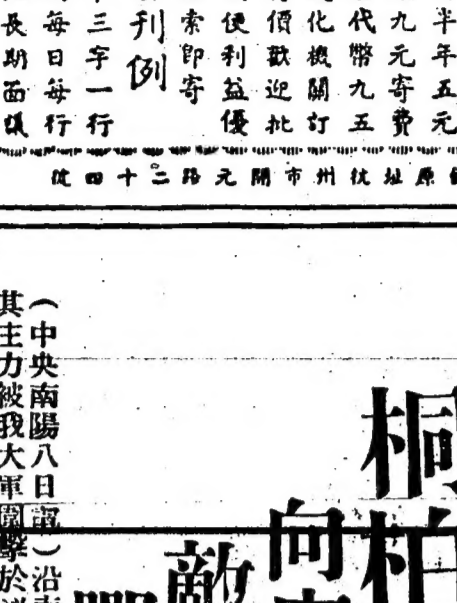 半年五元
九元寄費
代幣九五
化機關訂
價歡迎批
便利益優
索即寄
刊例
三字一行
每日每行
長期面議
原址杭州市開元路二十四號
桐柏
向
敵
(中央南陽八日電)沿
其主力被我大軍圍擊於